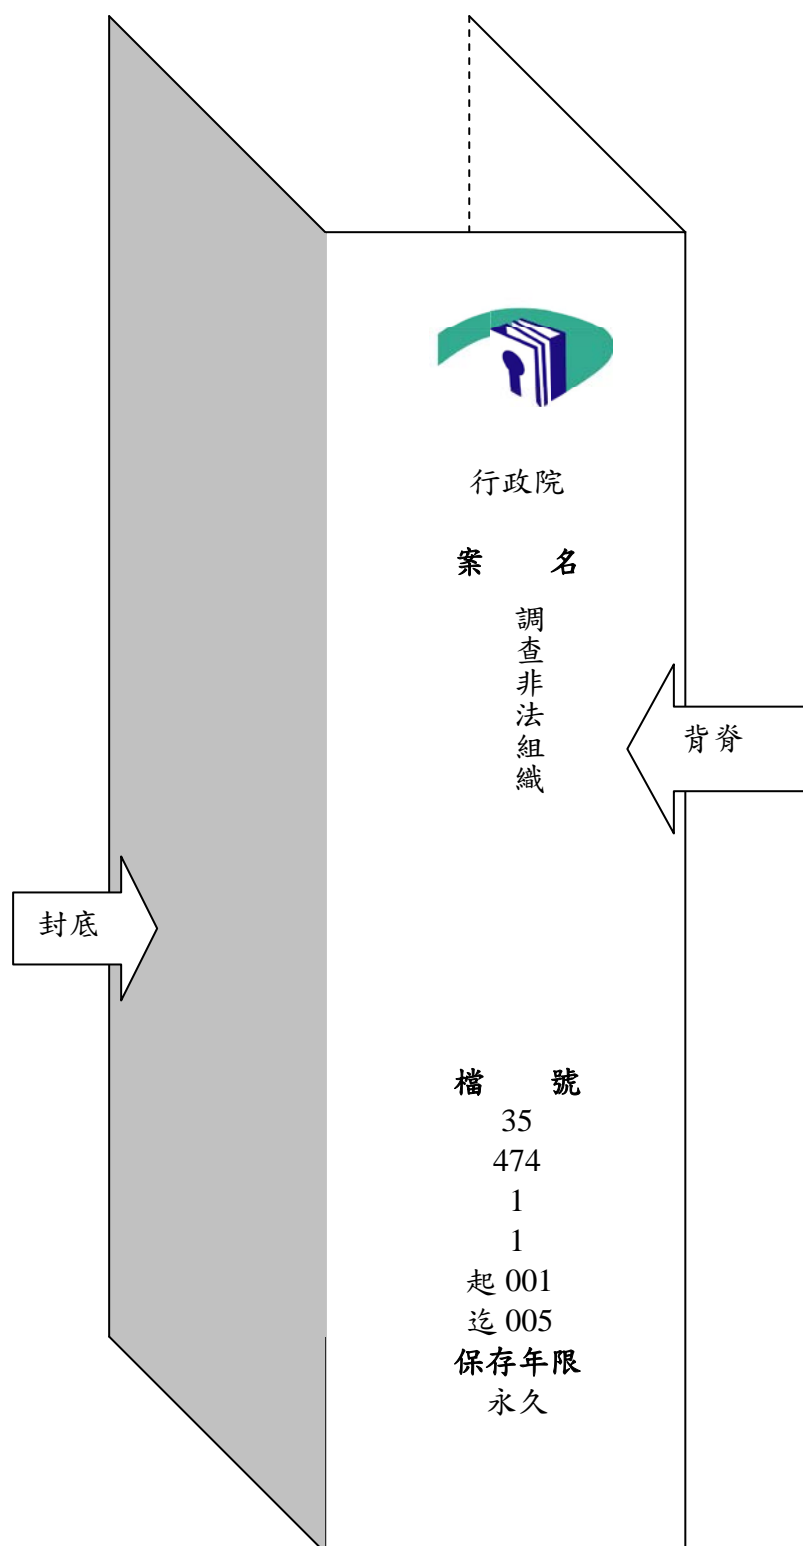 行政院
案　　名
調查非法組織
背脊
封底
檔　　號
35
474
1
1
起 001
迄 005
保存年限
永久